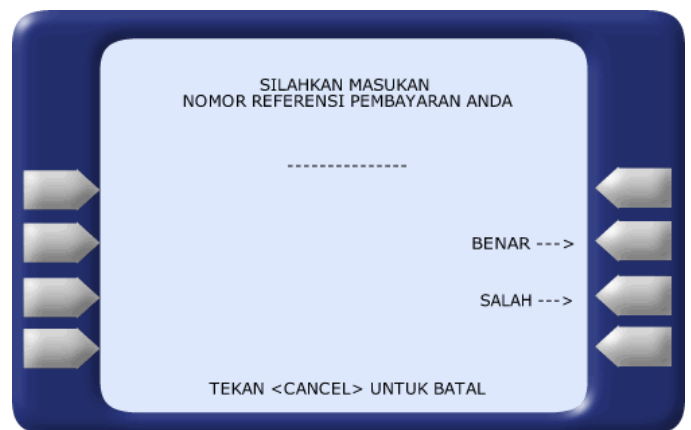 SILAHKAN MASUKAN
NOMOR REFERENSI PEMBAYARAN ANDA
---------------
BENAR --->
SALAH --->
TEKAN <CANCEL> UNTUK BATAL